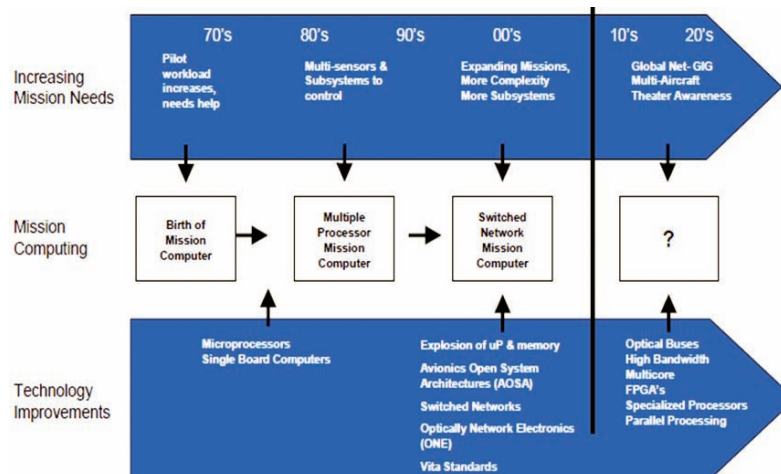 70's 80's 90's 00's 10's 20's
Increasing
Mission Needs
Pilot
workload
increases,
needs help
Multi-sensors &
Subsystems to
control
Expanding Missions,
More Complexity
More Subsystems
Global Net- GIG
Multi-Aircraft
Theater Awareness
Mission
Computing
Birth of
Mission
Computer
Multiple
Processor
Mission
Computer
Switched
Network
Mission
Computer
?
Technology
Improvements
Microprocessors
Single Board Computers
Explosion of uP & memory
Avionics Open System
Architectures (AOSA)
Switched Networks
Optically Network Electronics
(ONE)
Vita Standards
Optical Buses
High Bandwidth
Multicore
FPGA's
Specialized Processors
Parallel Processing